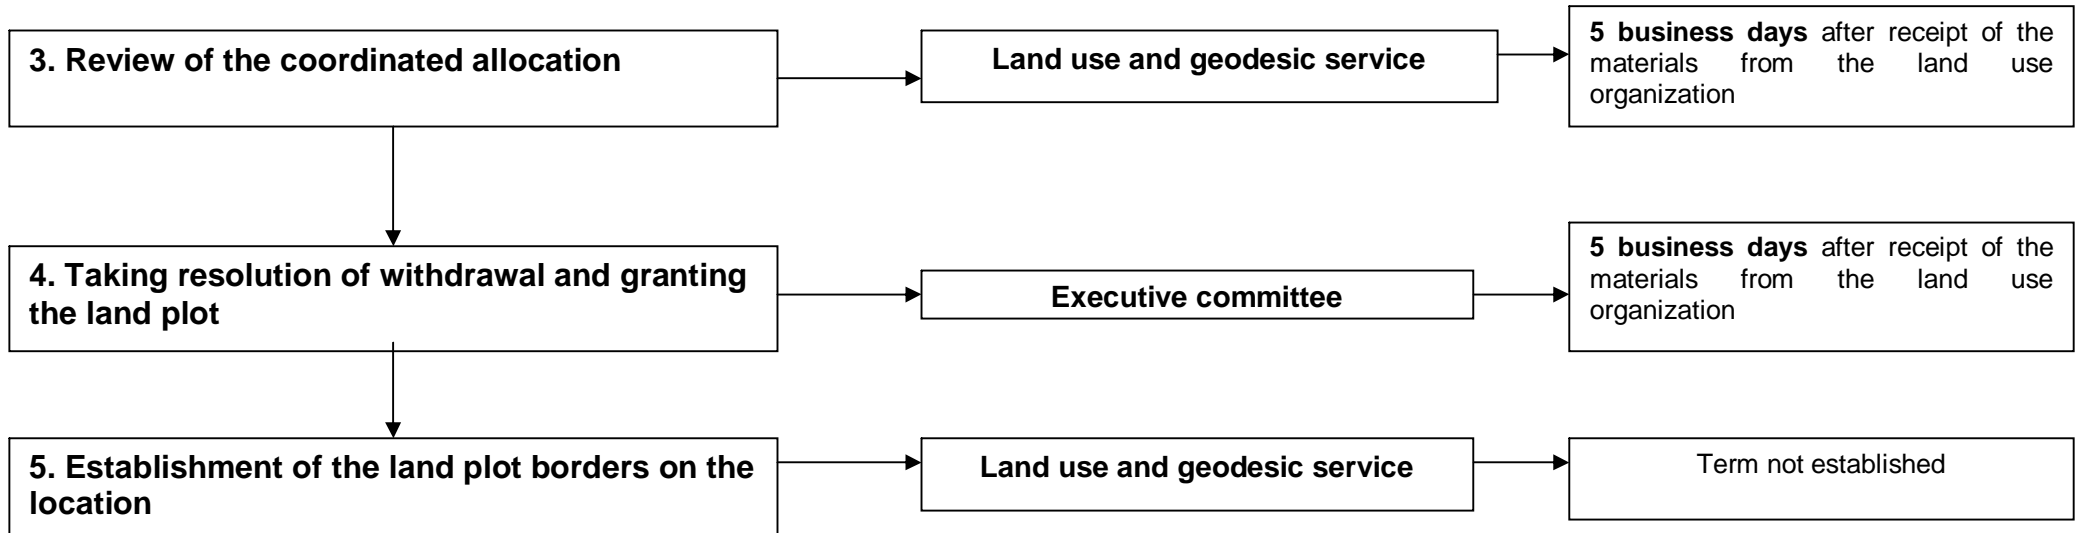 3. Review of the coordinated allocation
Land use and geodesic service
5 business days after receipt of the
materials from the land use
organization
4. Taking resolution of withdrawal and granting
the land plot
Executive committee
5 business days after receipt of the
materials from the land use
organization
5. Establishment of the land plot borders on the
location
Land use and geodesic service
Term not established